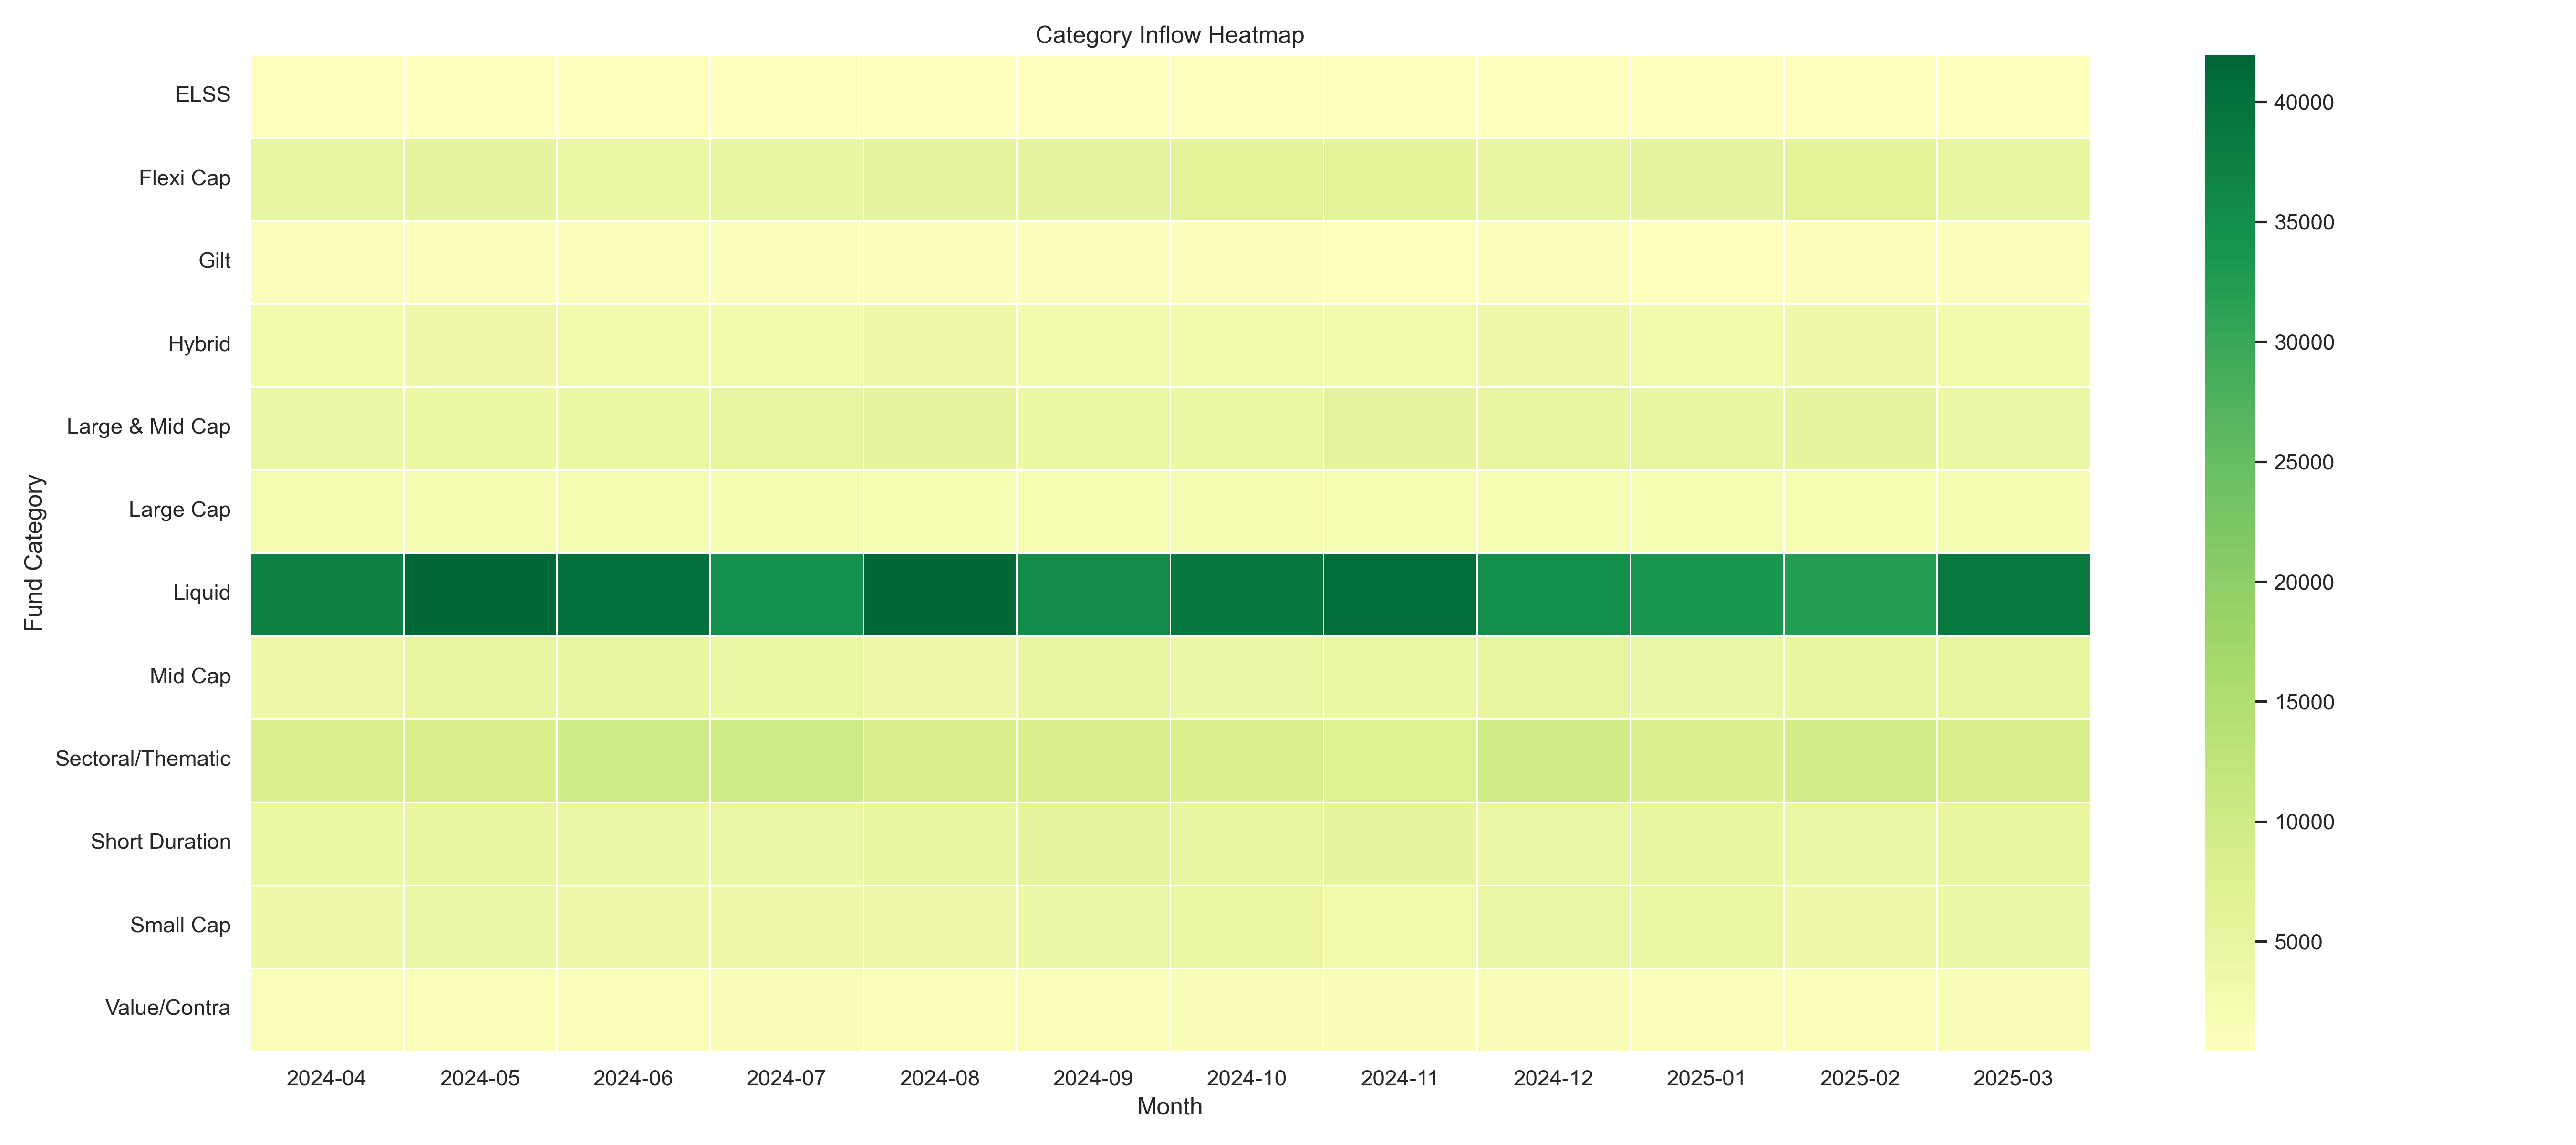 Category Inflow Heatmap
Fund Category
ELSS
Flexi Cap
Gilt
Hybrid
Large & Mid Cap
Large Cap
Liquid
Mid Cap
Sectoral/Thematic
Short Duration
Small Cap
Value/Contra
2024-04 2024-05 2024-06 2024-07 2024-08 2024-09 2024-10 2024-11 2024-12 2025-01 2025-02 2025-03
Month
40000
35000
30000
25000
20000
15000
10000
5000